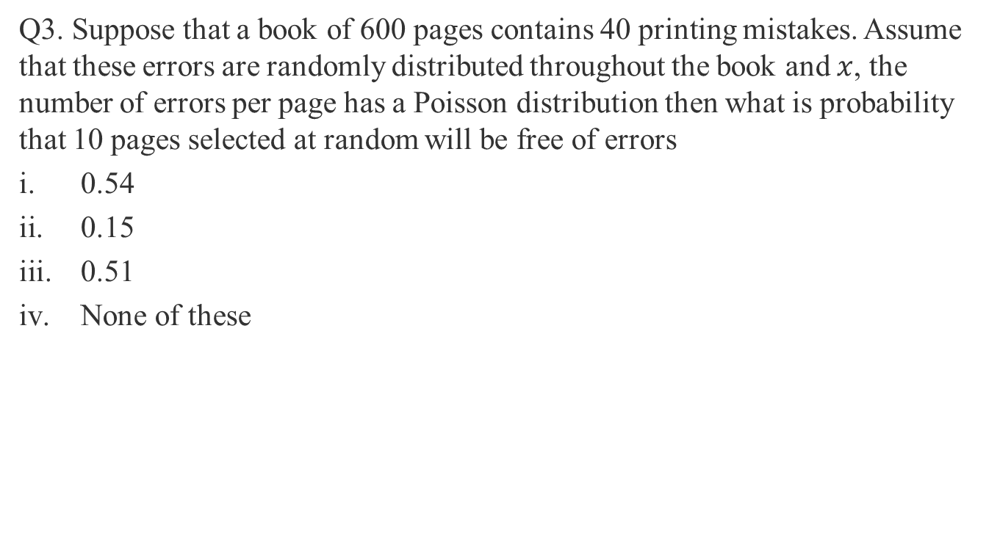 Q3. Suppose that a book of 600 pages contains 40 printing mistakes. Assume
that these errors are randomly distributed throughout the book and x, the
number of errors per page has a Poisson distribution then what is probability
that 10 pages selected at random will be free of errors
i. 0.54
ii. 0.15
iii. 0.51
iv. None of these